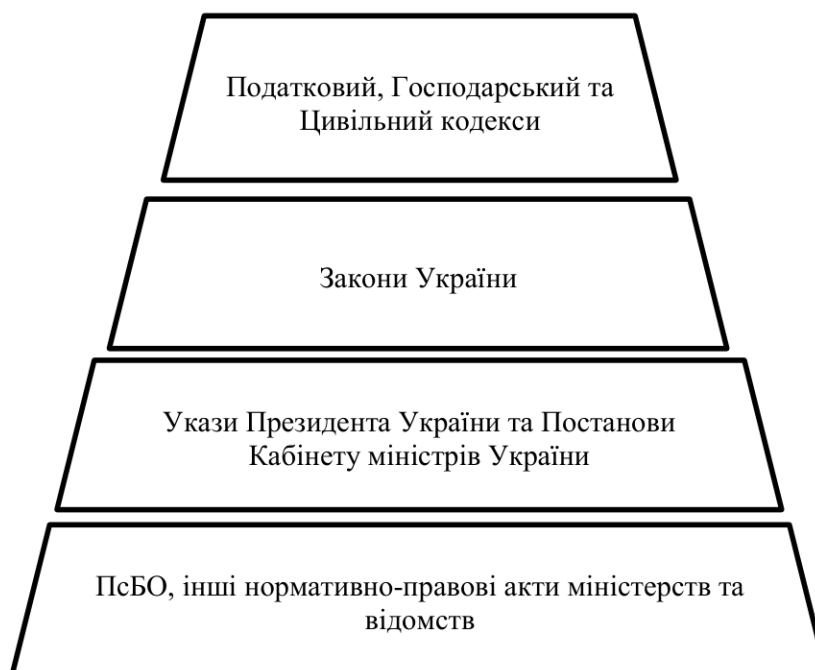 Податковий, Господарський та
Цивільний кодекси
Закони України
Укази Президента України та Постанови
Кабінету міністрів України
ПсБО, інші нормативно-правові акти міністерств та
відомств